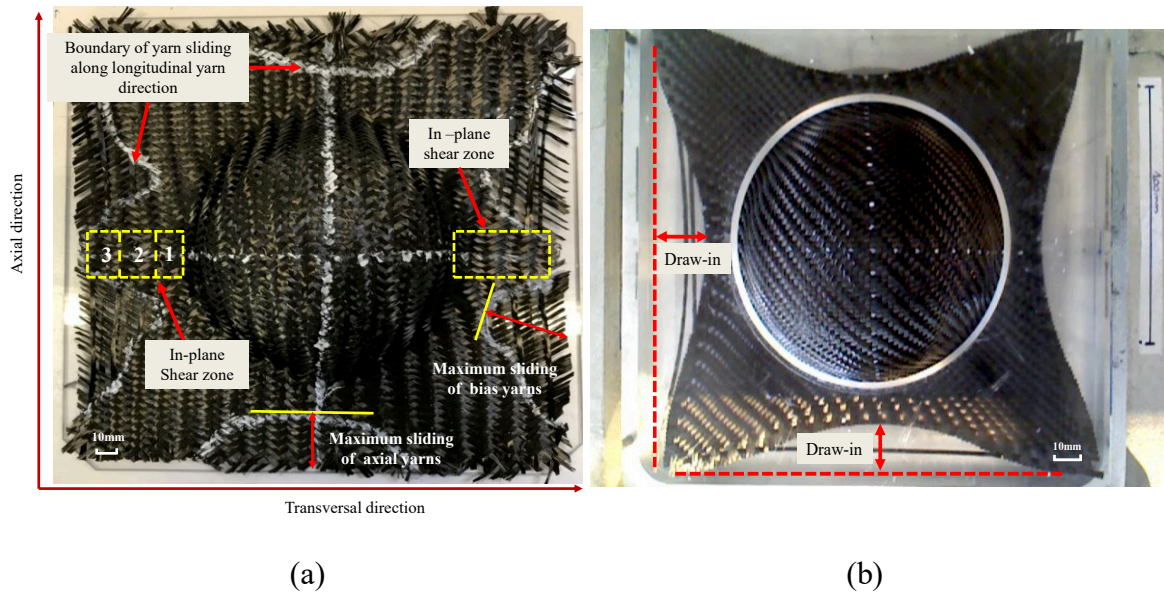 Boundary of yarn sliding
along longitudinal yarn
direction
In –plane
shear zone
Axial direction
3 2 1
In-plane
Shear zone
Maximum sliding
of bias yarns
Maximum sliding
of axial yarns
10mm
Transversal direction
(a)
Draw-in
Draw-in
10mm
(b)